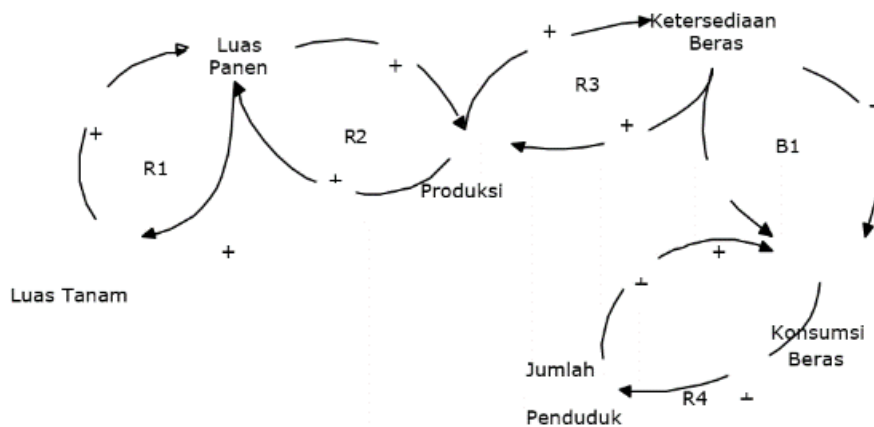 Luas
Panen
+
+
Ketersediaan
Beras
R3
+
+
R2
R1
B1
+
+
Produksi
+
+
+
+
Luas Tanam
Konsumsi
Beras
Jumlah
Penduduk
R4
+